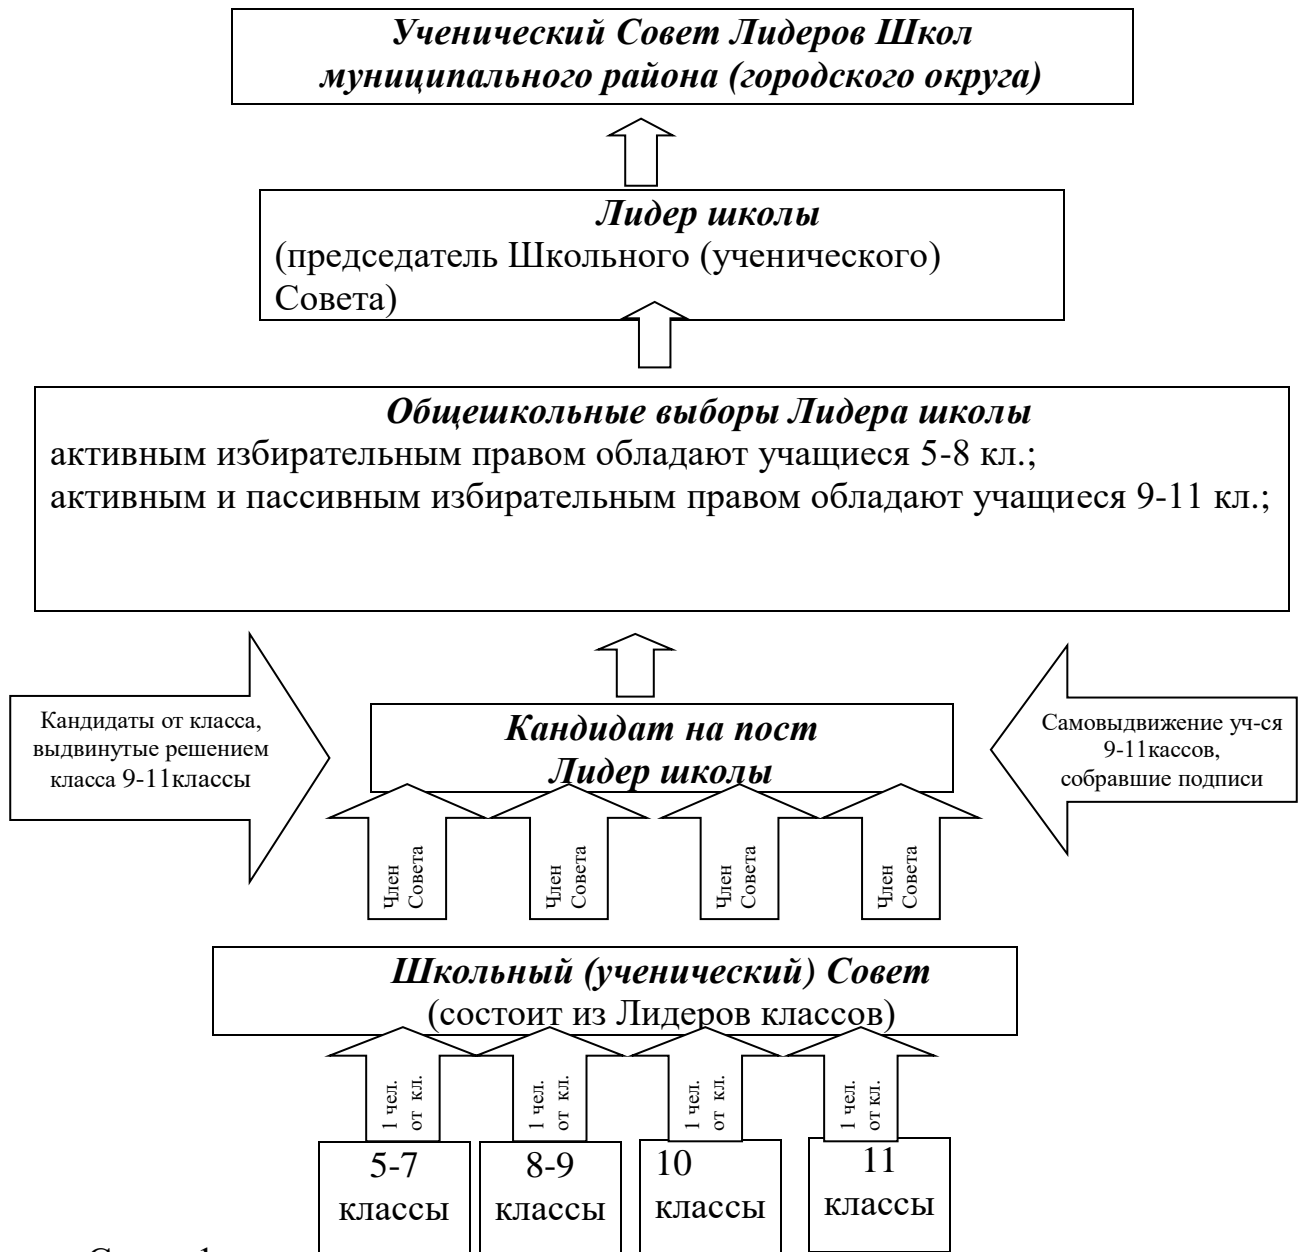 Ученический Совет Лидеров Школ
муниципального района (городского округа)
Лидер школы
(председатель Школьного (ученического)
Совета)
Общешкольные выборы Лидера школы
активным избирательным правом обладают учащиеся 5-8 кл.;
активным и пассивным избирательным правом обладают учащиеся 9-11 кл.;
Кандидаты от класса,
выдвинутые решением
класса 9-11классы
Кандидат на пост
Лидер школы
Самовыдвижение уч-ся
9-11кассов,
собравшие подписи
Член
Совета
Член
Совета
Член
Совета
Член
Совета
Школьный (ученический) Совет
(состоит из Лидеров классов)
1 чел.
от кл.
1 чел.
от кл.
1 чел.
от кл.
1 чел.
от кл.
5-7
классы
8-9
классы
10
классы
11
классы